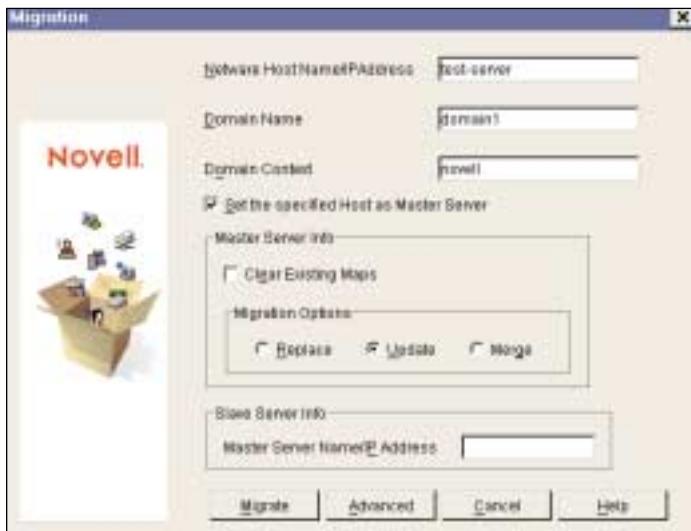 Migration
Netware Host Name/IP Address test-server
Domain Name domain1
Domain Context novell
Novell.
Set the specified Host as Master Server
Master Server Info
Clear Existing Maps
Migration Options
Replace Update Merge
Slave Server Info
Master Server Name/IP Address
Migrate Advanced Cancel Help